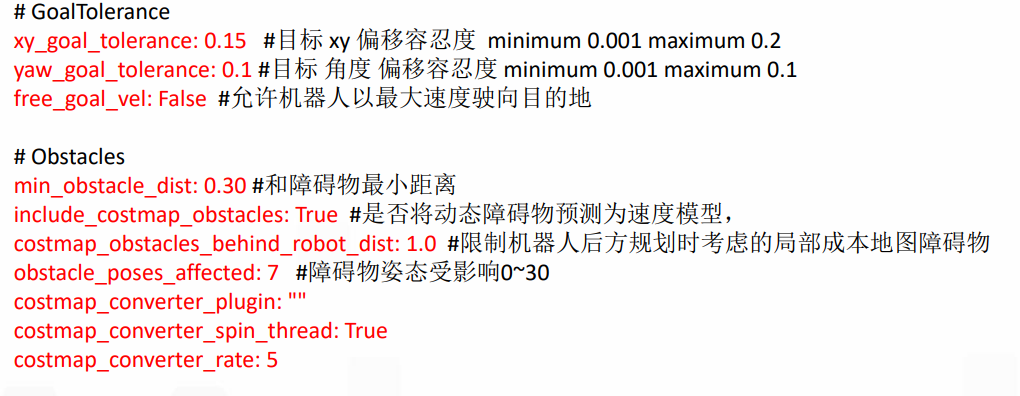 # GoalTolerance
xy_goal_tolerance: 0.15 #目标 xy 偏移容忍度 minimum 0.001 maximum 0.2
yaw_goal_tolerance: 0.1 #目标 角度 偏移容忍度 minimum 0.001 maximum 0.1
free_goal_vel: False #允许机器人以最大速度驶向目的地
# Obstacles
min_obstacle_dist: 0.30 #和障碍物最小距离
include_costmap_obstacles: True #是否将动态障碍物预测为速度模型，
costmap_obstacles_behind_robot_dist: 1.0 #限制机器人后方规划时考虑的局部成本地图障碍物
obstacle_poses_affected: 7 #障碍物姿态受影响0~30
costmap_converter_plugin: ""
costmap_converter_spin_thread: True
costmap_converter_rate: 5